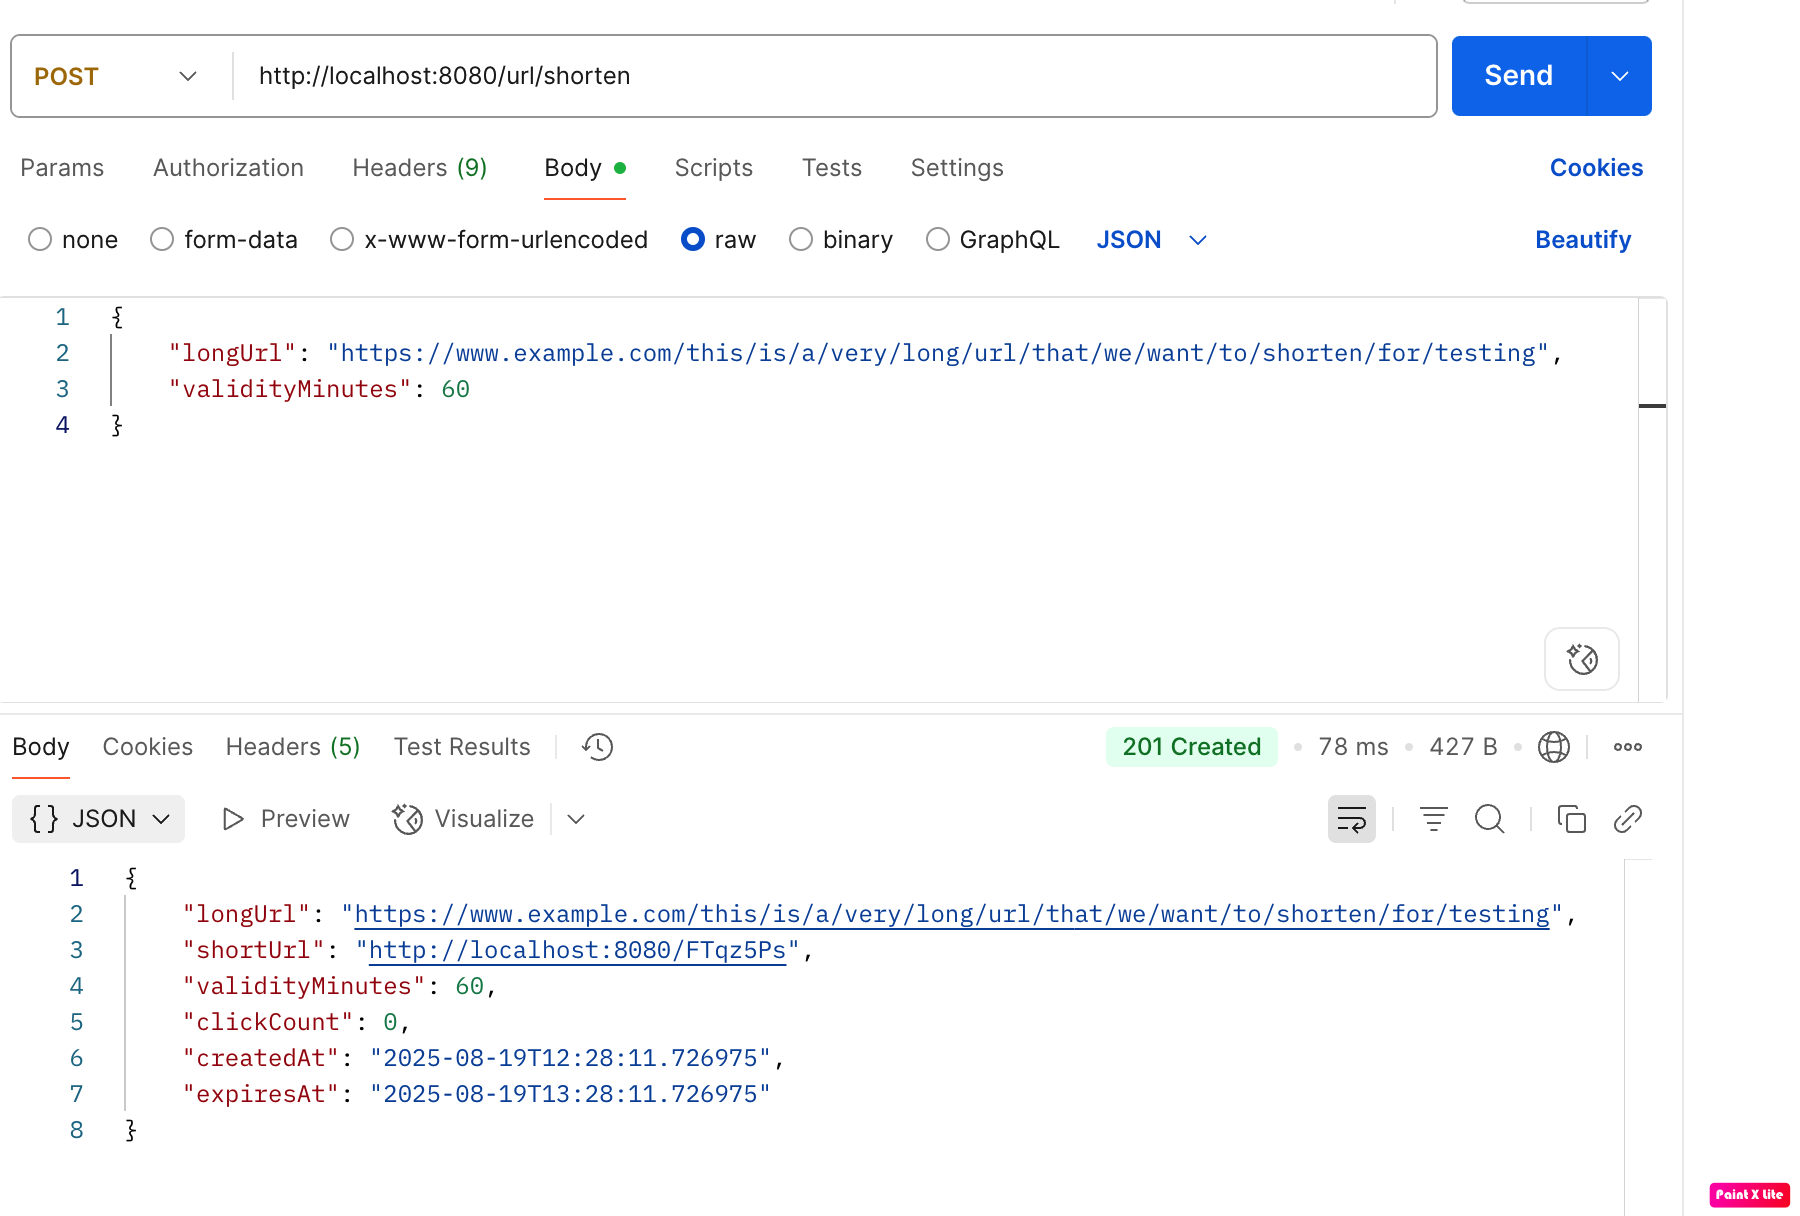 POST http://localhost:8080/url/shorten Send
Params Authorization Headers (9) Body Scripts Tests Settings Cookies
none form-data x-www-form-urlencoded raw binary GraphQL JSON Beautify
1 {
2 "longUrl": "https://www.example.com/this/is/a/very/long/url/that/we/want/to/shorten/for/testing",
3 "validityMinutes": 60
4 }
Body Cookies Headers (5) Test Results 201 Created 78 ms 427 B
{} JSON Preview Visualize
1 {
2 "longUrl": "https://www.example.com/this/is/a/very/long/url/that/we/want/to/shorten/for/testing",
3 "shortUrl": "http://localhost:8080/FTqz5Ps",
4 "validityMinutes": 60,
5 "clickCount": 0,
6 "createdAt": "2025-08-19T12:28:11.726975",
7 "expiresAt": "2025-08-19T13:28:11.726975"
8 }
Paint X Lite